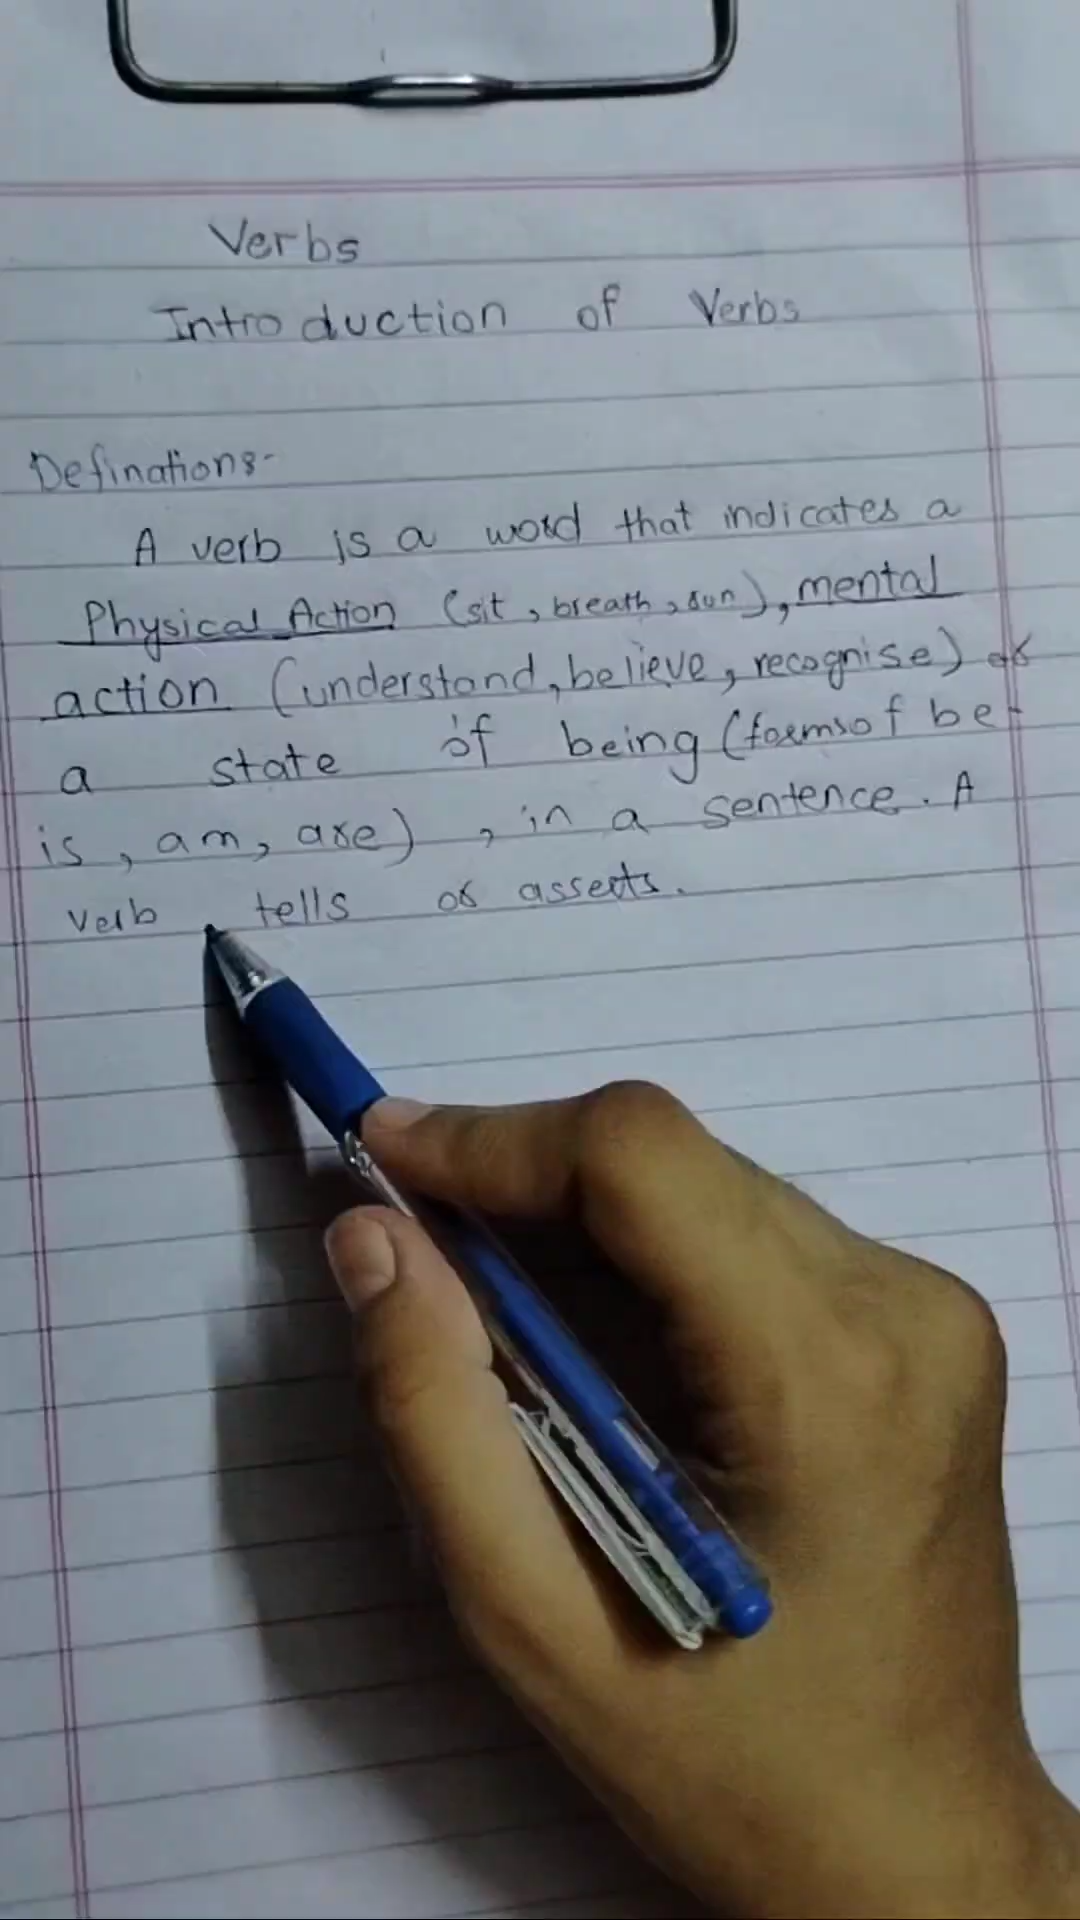 Verbs
Introduction of Verbs
Definations-
A verb is a word that indicates a
Physical Action (sit, breath, run), mental
action (understand, believe, recognise) or
a state of being (forms of be-
is, am, are) , in a sentence. A
verb , tells or asserts.